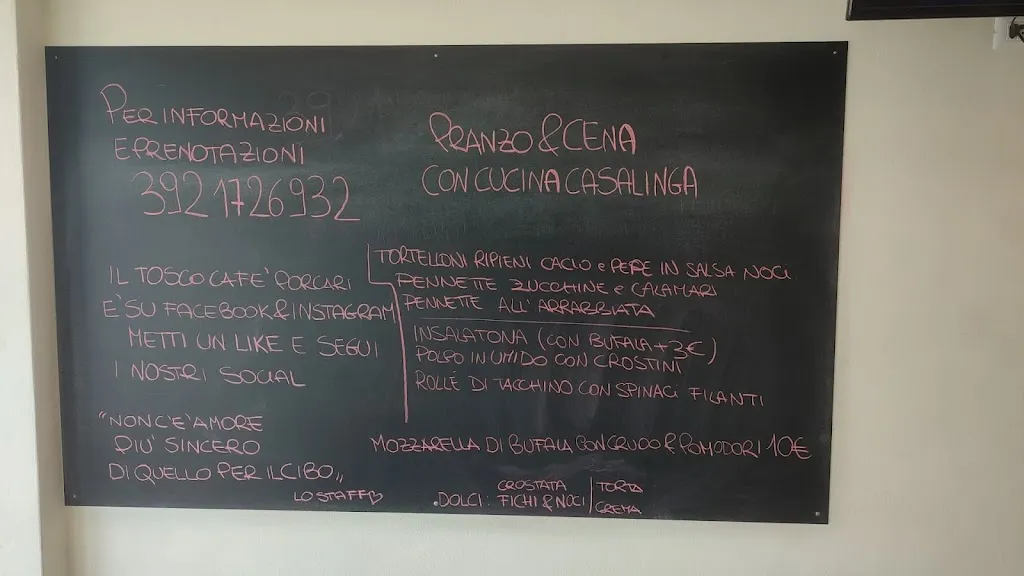 PER INFORMAZIONI
E PRENOTAZIONI
392 1726932
IL TOSCO CAFE' PORCARI
E' SU FACEBOOK & INSTAGRAM
METTI UN LIKE E SEGUI
I NOSTRI SOCIAL
"NON C'E' AMORE
PIU' SINCERO
DI QUELLO PER IL CIBO,,
LO STAFF
PRANZO & CENA
CON CUCINA CASALINGA
TORTELLONI RIPIENI CACIO e PEPE IN SALSA NOCI
PENNETTE ZUCCHINE e CALAMARI
PENNETTE ALL'ARRABBIATA
INSALATONA (CON BUFALA +3€)
POLPO IN UMIDO CON CROSTINI
ROLLÈ DI TACCHINO CON SPINACI FILANTI
MOZZARELLA DI BUFALA CON CRUDO & POMODORI 10€
.DOLCI: CROSTATA FICHI & NOCI | TORTA CREMA